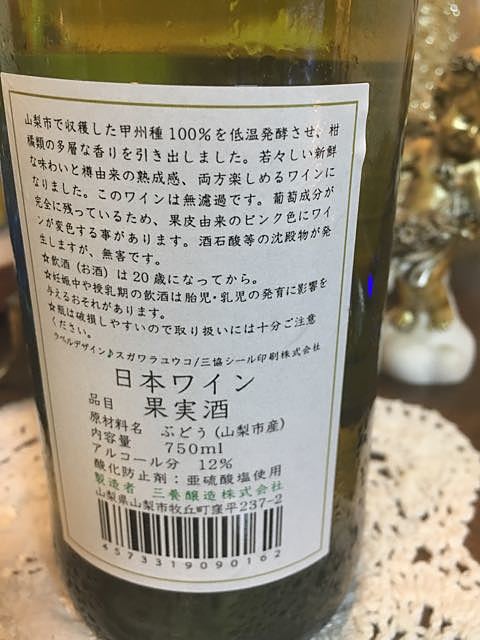 山梨市で収穫した甲州種100%を低温発酵させ、柑
橘類の多層な香りを引き出しました。若々しい新鮮
な味わいと樽由来の熟成感、両方楽しめるワインに
なりました。このワインは無濾過です。葡萄成分が
完全に残っているため、果皮由来のピンク色にワイ
ンが変色する事があります。酒石酸等の沈殿物が発
生しますが、無害です。
☆飲酒（お酒）は20歳になってから。
☆妊娠中や授乳期の飲酒は胎児・乳児の発育に影響を
与えるおそれがあります。
☆瓶は破損しやすいので取り扱いには十分ご注意
ください。
ラベルデザイン♪スガワラユウコ/三協シール印刷株式会社
日本ワイン
品目 果実酒
原材料名 ぶどう(山梨市産)
内容量 750ml
アルコール分 12%
酸化防止剤：亜硫酸塩使用
製造者 三養醸造株式会社
山梨県山梨市牧丘町窪平237-2
4573319090162